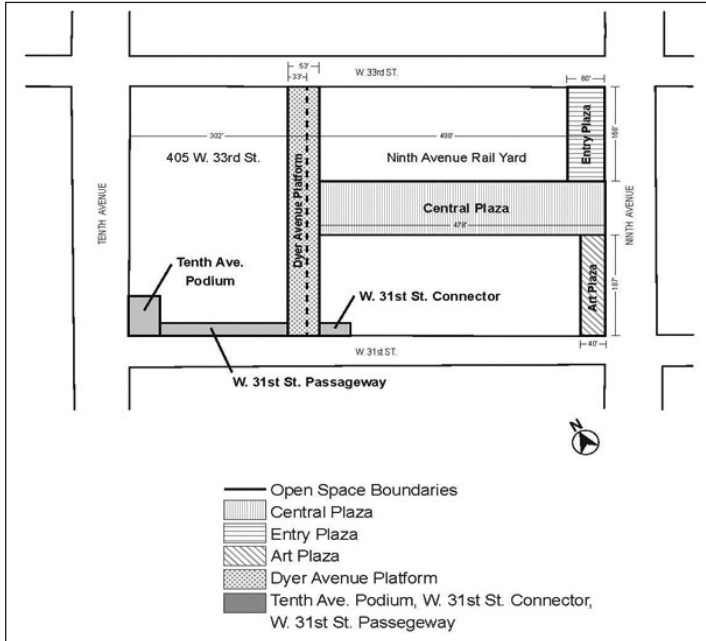 53'
W. 33rd ST.
60'
33'
302'
498'
168'
405 W. 33rd St.
Ninth Avenue Rail Yard
Entry Plaza
Dyer Avenue Platform
Central Plaza
478'
TENTH AVENUE
NINTH AVENUE
Tenth Ave.
Podium
W. 31st St. Connector
Art Plaza
187'
W. 31st ST.
40'
W. 31st St. Passageway
N
Open Space Boundaries
Central Plaza
Entry Plaza
Art Plaza
Dyer Avenue Platform
Tenth Ave. Podium, W. 31st St. Connector,
W. 31st St. Passegeway